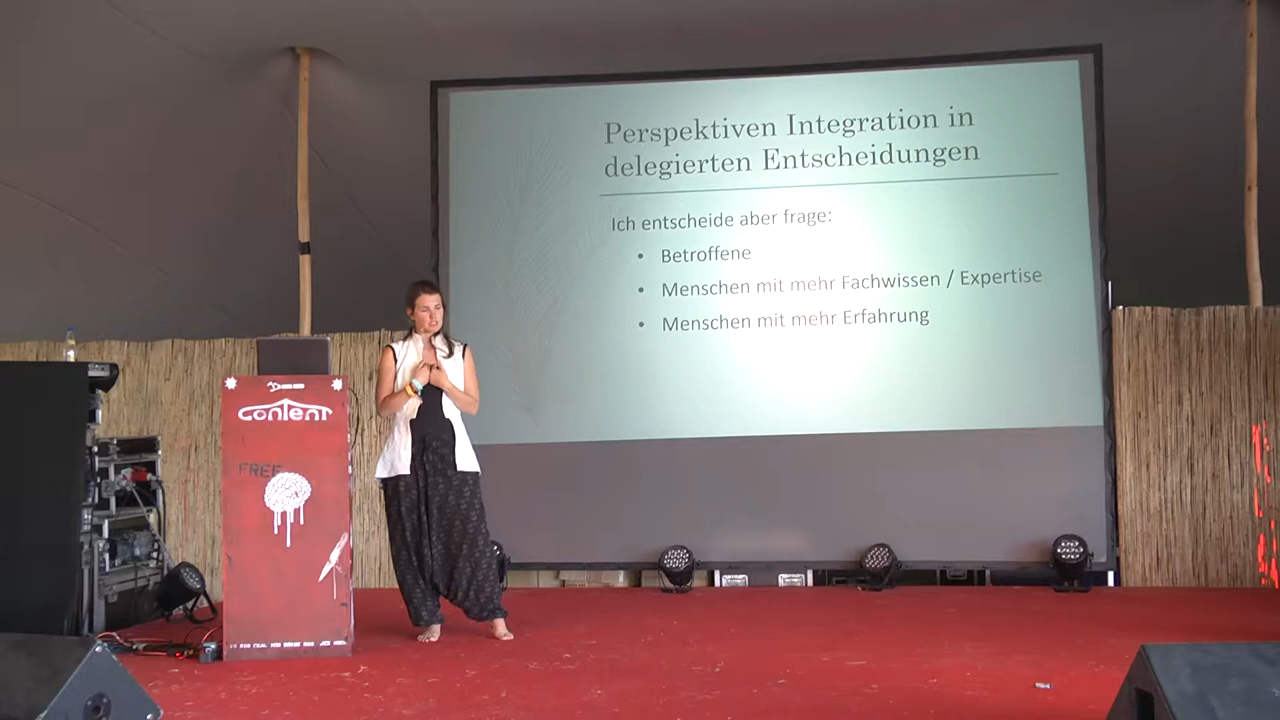 Perspektiven Integration in
delegierten Entscheidungen
Ich entscheide aber frage:
• Betroffene
• Menschen mit mehr Fachwissen / Expertise
• Menschen mit mehr Erfahrung
content
FREE